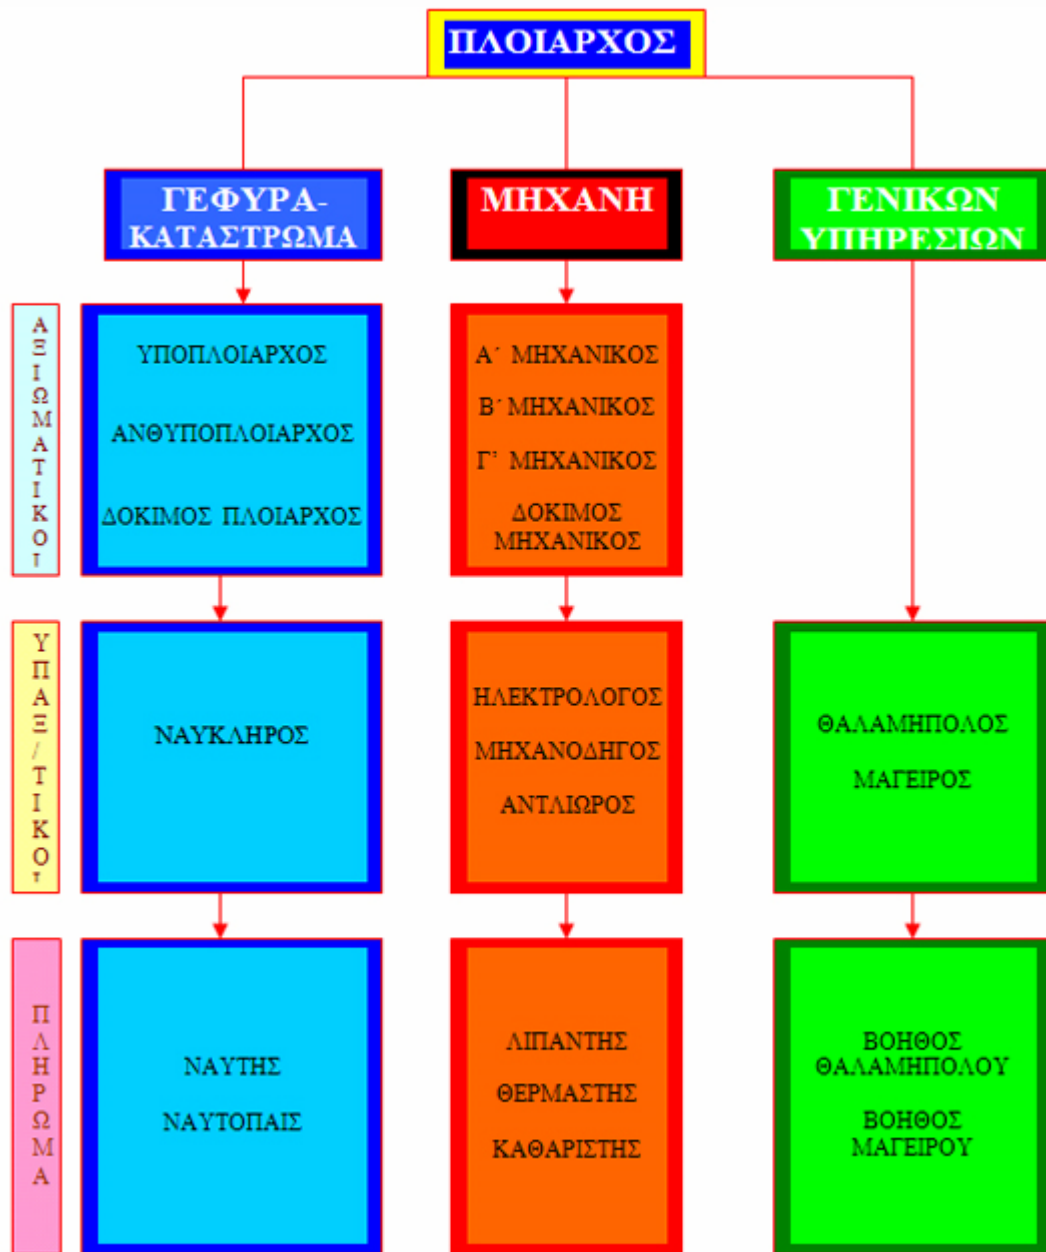 ΠΛΟΙΑΡΧΟΣ
ΓΕΦΥΡΑ-
ΚΑΤΑΣΤΡΩΜΑ
ΜΗΧΑΝΗ
ΓΕΝΙΚΩΝ
ΥΠΗΡΕΣΙΩΝ
ΑΞΙΩΜΑΤΙΚΟΙ
ΥΠΟΠΛΟΙΑΡΧΟΣ
ΑΝΘΥΠΟΠΛΟΙΑΡΧΟΣ
ΔΟΚΙΜΟΣ ΠΛΟΙΑΡΧΟΣ
Α΄ ΜΗΧΑΝΙΚΟΣ
Β΄ ΜΗΧΑΝΙΚΟΣ
Γ’ ΜΗΧΑΝΙΚΟΣ
ΔΟΚΙΜΟΣ
ΜΗΧΑΝΙΚΟΣ
ΥΠΑΞ/ΤΙΚΟΙ
ΝΑΥΚΛΗΡΟΣ
ΗΛΕΚΤΡΟΛΟΓΟΣ
ΜΗΧΑΝΟΔΗΓΟΣ
ΑΝΤΛΙΩΡΟΣ
ΘΑΛΑΜΗΠΟΛΟΣ
ΜΑΓΕΙΡΟΣ
ΠΛΗΡΩΜΑ
ΝΑΥΤΗΣ
ΝΑΥΤΟΠΑΙΣ
ΛΙΠΑΝΤΗΣ
ΘΕΡΜΑΣΤΗΣ
ΚΑΘΑΡΙΣΤΗΣ
ΒΟΗΘΟΣ
ΘΑΛΑΜΗΠΟΛΟΥ
ΒΟΗΘΟΣ
ΜΑΓΕΙΡΟΥ